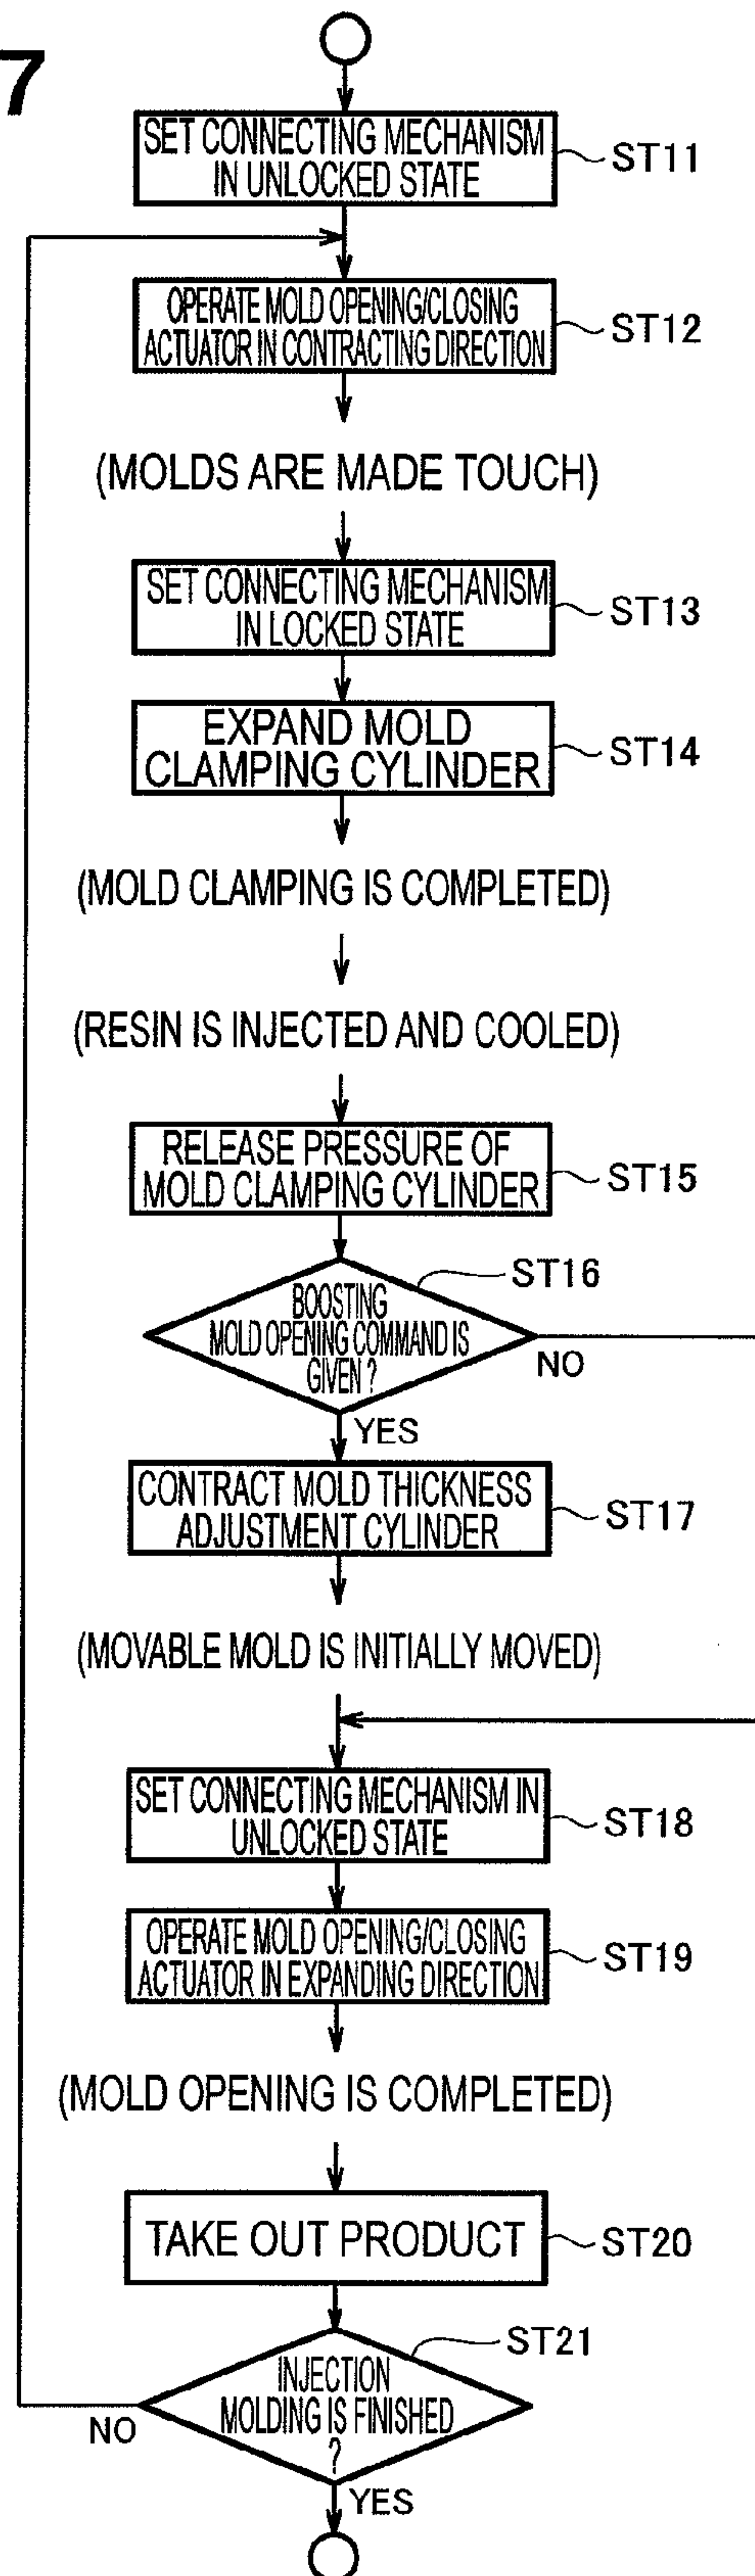 7
SET CONNECTING MECHANISM
IN UNLOCKED STATE
ST11
OPERATE MOLD OPENING/CLOSING
ACTUATOR IN CONTRACTING DIRECTION
ST12
(MOLDS ARE MADE TOUCH)
SET CONNECTING MECHANISM
IN LOCKED STATE
ST13
EXPAND MOLD
CLAMPING CYLINDER
ST14
(MOLD CLAMPING IS COMPLETED)
(RESIN IS INJECTED AND COOLED)
RELEASE PRESSURE OF
MOLD CLAMPING CYLINDER
ST15
ST16
BOOSTING
MOLD OPENING COMMAND IS
GIVEN ?
NO
YES
CONTRACT MOLD THICKNESS
ADJUSTMENT CYLINDER
ST17
(MOVABLE MOLD IS INITIALLY MOVED)
SET CONNECTING MECHANISM IN
UNLOCKED STATE
ST18
OPERATE MOLD OPENING/CLOSING
ACTUATOR IN EXPANDING DIRECTION
ST19
(MOLD OPENING IS COMPLETED)
TAKE OUT PRODUCT
ST20
ST21
INJECTION
MOLDING IS FINISHED
?
NO
YES